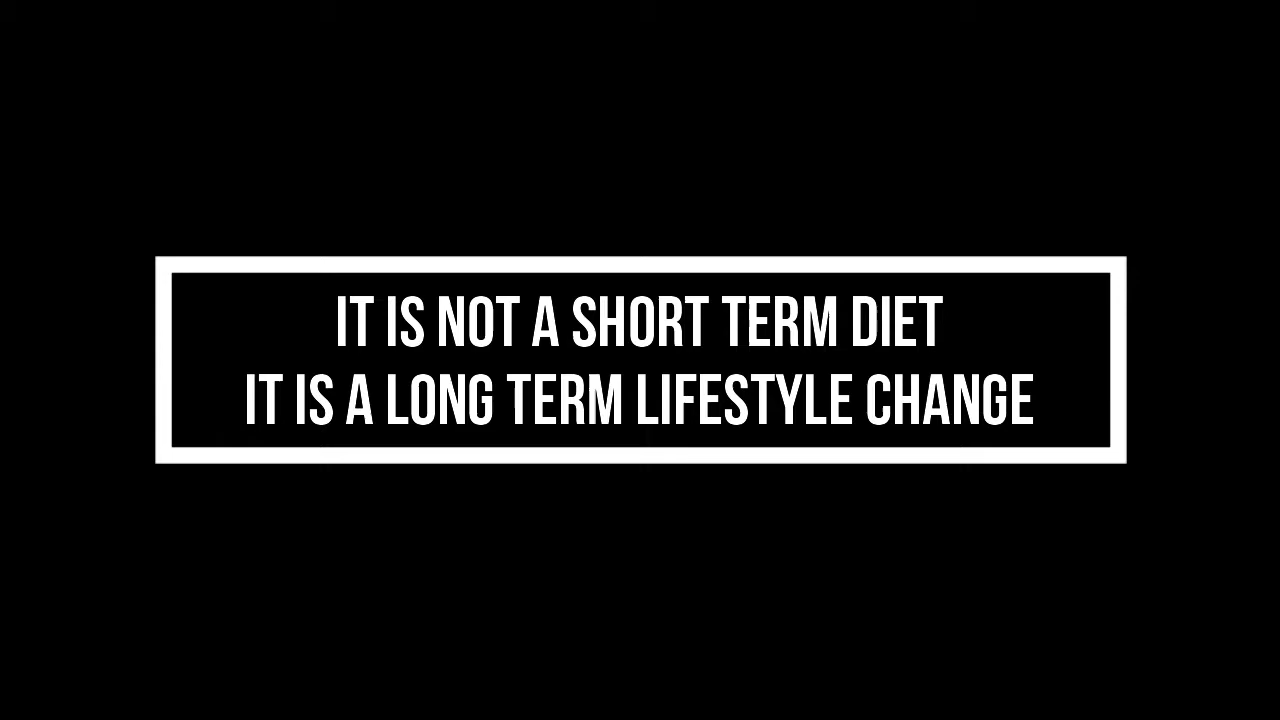 IT IS NOT A SHORT TERM DIET
IT IS A LONG TERM LIFESTYLE CHANGE